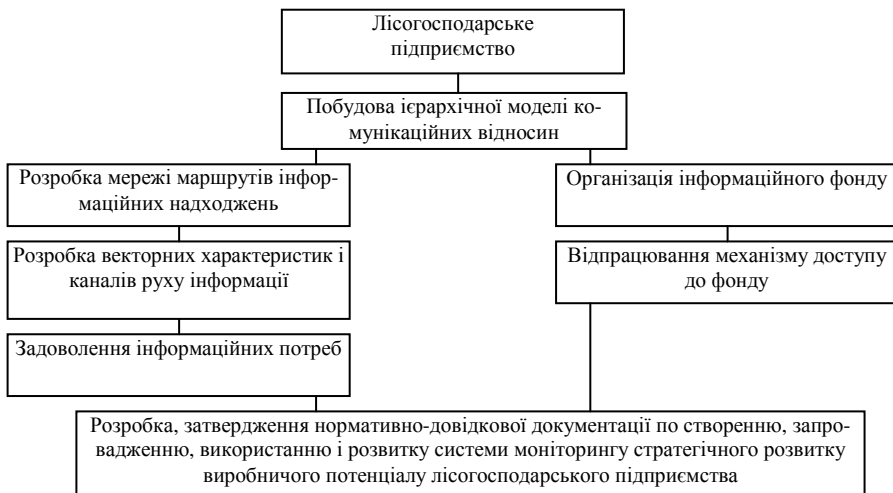 Лісогосподарське
підприємство
Побудова ієрархічної моделі ко-
мунікаційних відносин
Розробка мережі маршрутів інфор-
маційних надходжень
Організація інформаційного фонду
Розробка векторних характеристик і
каналів руху інформації
Відпрацювання механізму доступу
до фонду
Задоволення інформаційних потреб
Розробка, затвердження нормативно-довідкової документації по створенню, запро-
вадженню, використанню і розвитку системи моніторингу стратегічного розвитку
виробничого потенціалу лісогосподарського підприємства